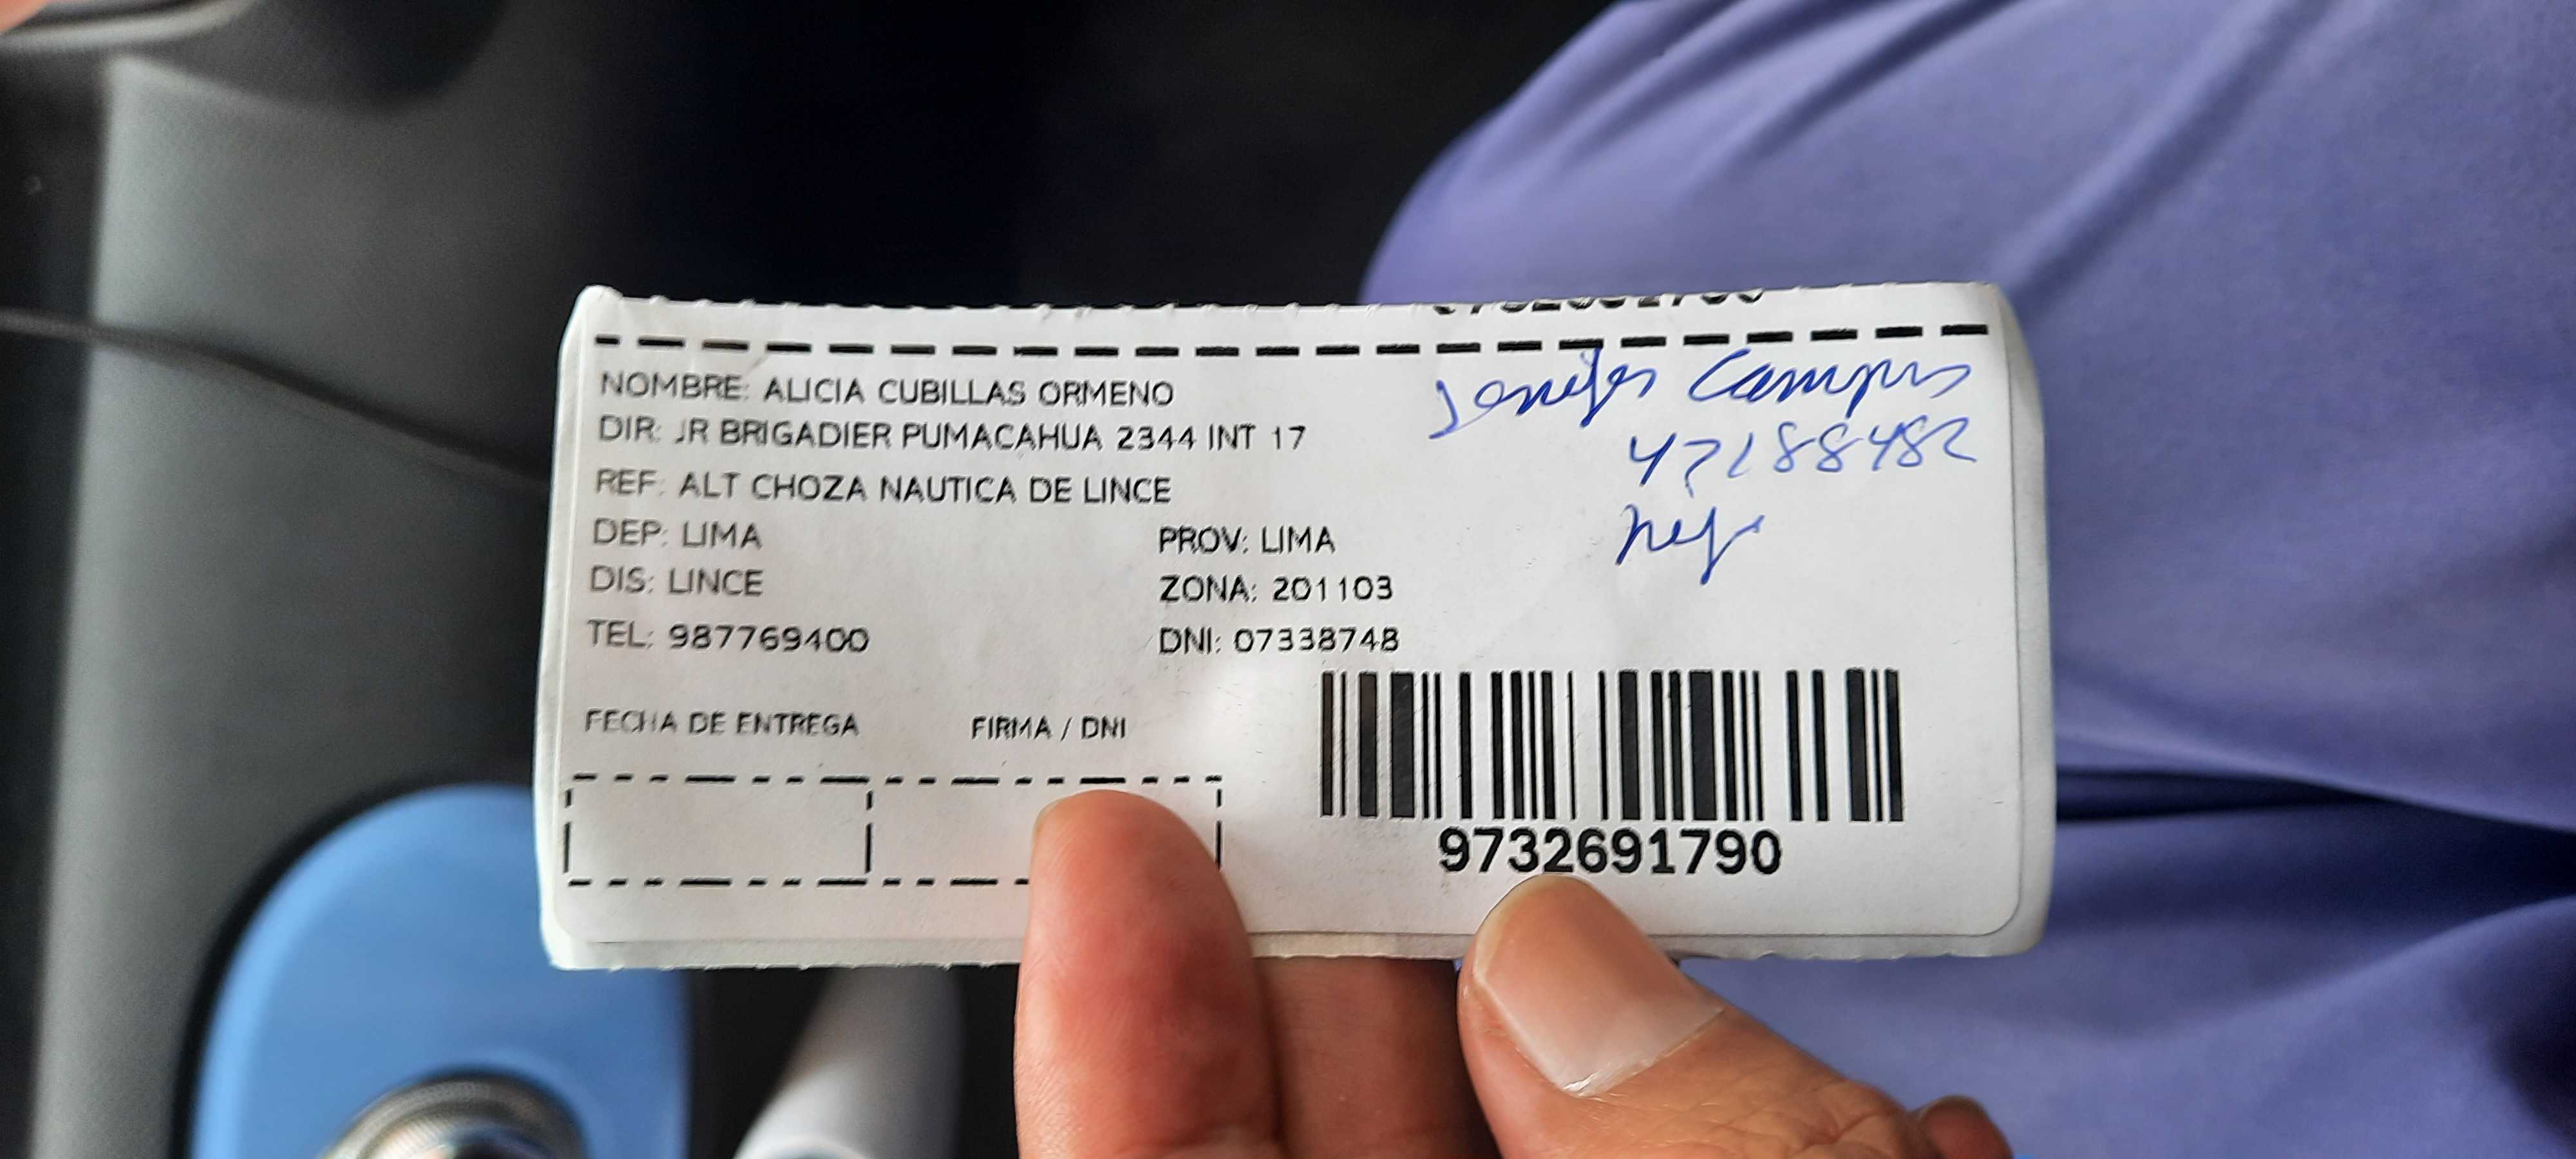 NOMBRE: ALICIA CUBILLAS ORMENO
DIR: JR BRIGADIER PUMACAHUA 2344 INT 17
REF: ALT CHOZA NAUTICA DE LINCE
DEP: LIMA
PROV: LIMA
DIS: LINCE
ZONA: 201103
TEL: 987769400
DNI: 07338748
FECHA DE ENTREGA
FIRMA / DNI
9732691790
Campos
42188482